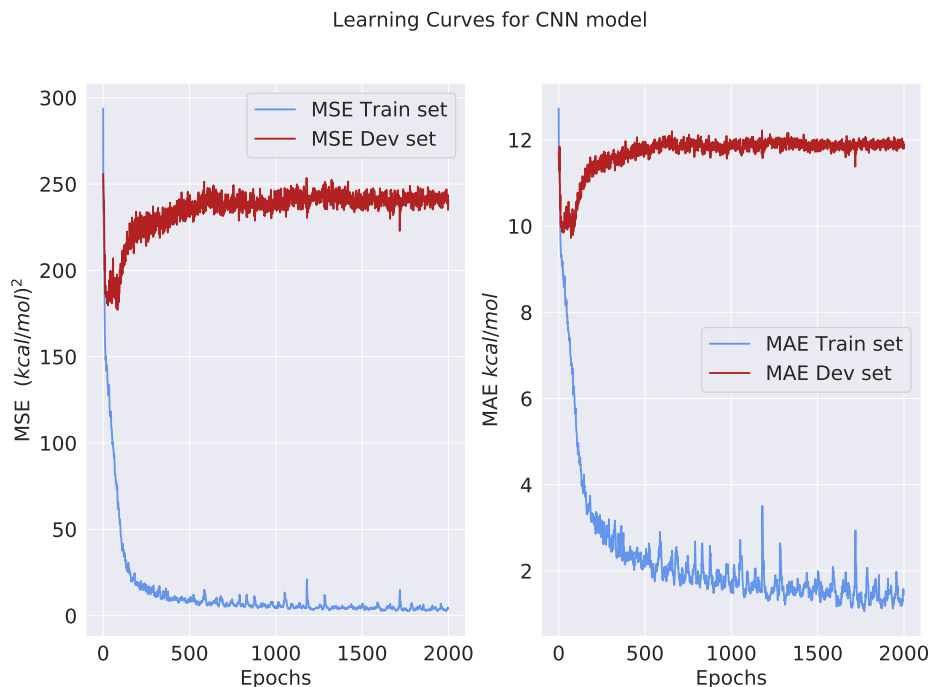 Learning Curves for CNN model
MSE Train set
MSE Dev set
300
250
200
150
100
50
0
MSE (kcal/mol)²
0 500 1000 1500 2000
Epochs
MAE Train set
MAE Dev set
12
10
8
6
4
2
MAE kcal/mol
0 500 1000 1500 2000
Epochs